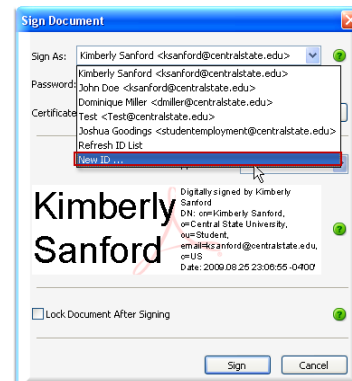 Sign Document
Sign As: Kimberly Sanford <ksanford@centralstate.edu>
Kimberly Sanford <ksanford@centralstate.edu>
Password: John Doe <ksanford@centralstate.edu>
Dominique Miller <dmiller@centralstate.edu>
Certificate Test <Test@centralstate.edu>
Joshua Goodings <studentemployment@centralstate.edu>
Refresh ID List
New ID ...
Kimberly
Sanford
Digitally signed by Kimberly
Sanford
DN: cn=Kimberly Sanford,
o=Central State University,
ou=Student,
email=ksanford@centralstate.edu,
c=US
Date: 2009.08.25 23:06:55 -04'00'
Lock Document After Signing
Sign Cancel